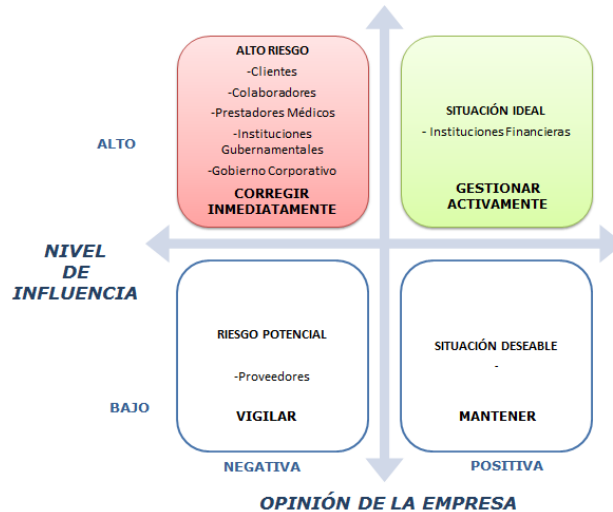 ALTO RIESGO
-Clientes
-Colaboradores
-Prestadores Médicos
-Instituciones
Gubernamentales
-Gobierno Corporativo
CORREGIR
INMEDIATAMENTE
SITUACIÓN IDEAL
- Instituciones Financieras
GESTIONAR
ACTIVAMENTE
ALTO
NIVEL
DE
INFLUENCIA
RIESGO POTENCIAL
-Proveedores
VIGILAR
SITUACIÓN DESEABLE
-
MANTENER
BAJO
NEGATIVA
POSITIVA
OPINIÓN DE LA EMPRESA